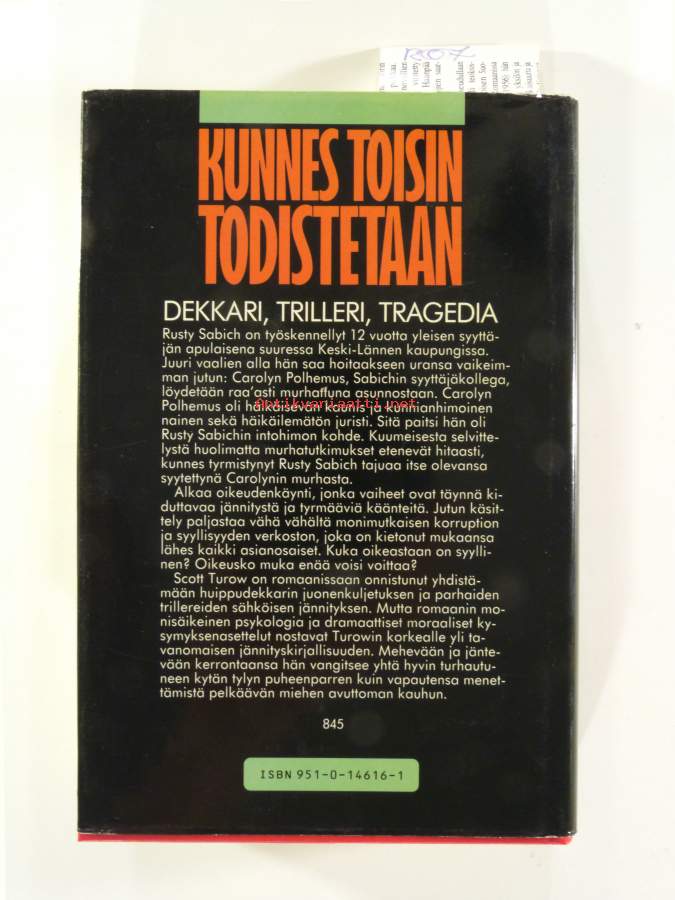 1807
KUNNES TOISIN
TODISTETAAN
DEKKARI, TRILLERI, TRAGEDIA
Rusty Sabich on työskennellyt 12 vuotta yleisen syyttä-
jän apulaisena suuressa Keski-Lännen kaupungissa.
Juuri vaalien alla hän saa hoitaakseen uransa vaikeim-
man jutun: Carolyn Polhemus, Sabichin syyttäjäkollega,
löydetään raa'asti murhattuna asunnostaan. Carolyn
Polhemus oli häikäisevän kaunis ja kunnianhimoinen
Antikvariaatti.net
nainen sekä häikäilemätön juristi. Sitä paitsi hän oli
Rusty Sabichin intohimon kohde. Kuumeisesta selvitte-
lystä huolimatta murhatutkimukset etenevät hitaasti,
kunnes tyrmistynyt Rusty Sabich tajuaa itse olevansa
syytettynä Carolynin murhasta.
Alkaa oikeudenkäynti, jonka vaiheet ovat täynnä ki-
duttavaa jännitystä ja tyrmääviä käänteitä. Jutun käsit-
tely paljastaa vähä vähältä monimutkaisen korruption
ja syyllisyyden verkoston, joka on kietonut mukaansa
lähes kaikki asianosaiset. Kuka oikeastaan on syylli-
nen? Oikeusko muka enää voisi voittaa?
Scott Turow on romaanissaan onnistunut yhdistä-
mään huippudekkarin juonenkuljetuksen ja parhaiden
trillereiden sähköisen jännityksen. Mutta romaanin mo-
nisäikeinen psykologia ja dramaattiset moraaliset ky-
symyksenasettelut nostavat Turowin korkealle yli ta-
vanomaisen jännityskirjallisuuden. Mehevään ja jänte-
vään kerrontaansa hän vangitsee yhtä hyvin turhautu-
neen kytän tylyn puheenparren kuin vapautensa menet-
tämistä pelkäävän miehen avuttoman kauhun.
845
ISBN 951-0-14616-1